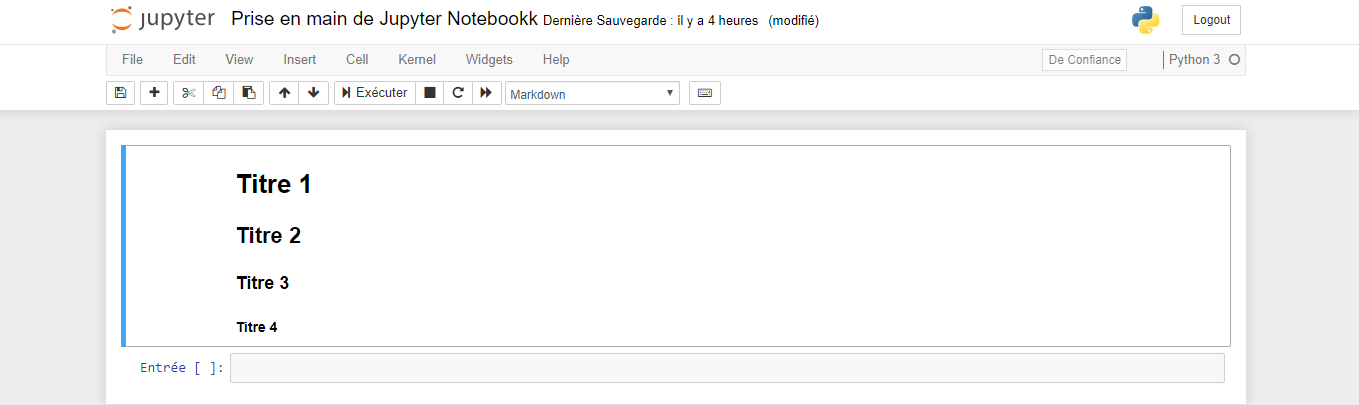 jupyter Prise en main de Jupyter Notebookk Dernière Sauvegarde : il y a 4 heures (modifié) Logout
File Edit View Insert Cell Kernel Widgets Help De Confiance Python 3
Exécuter Markdown
Titre 1
Titre 2
Titre 3
Titre 4
Entrée [ ]: